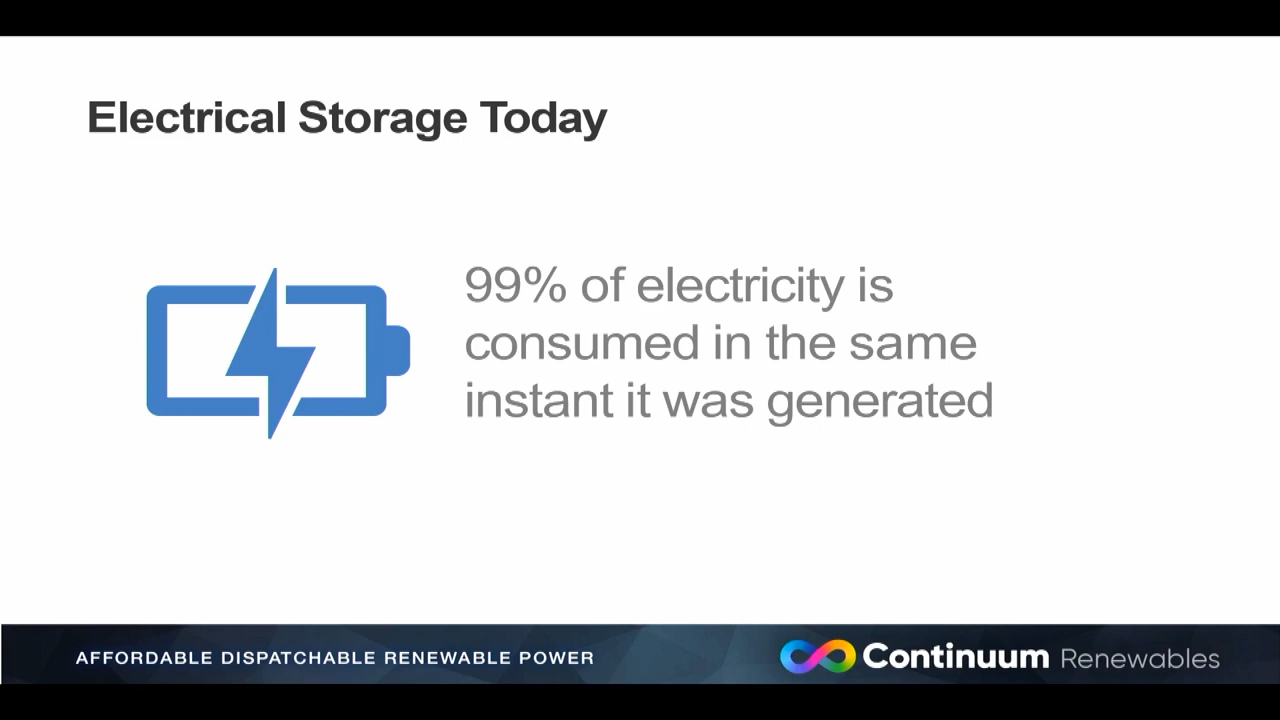 Electrical Storage Today
99% of electricity is
consumed in the same
instant it was generated
AFFORDABLE DISPATCHABLE RENEWABLE POWER
Continuum Renewables